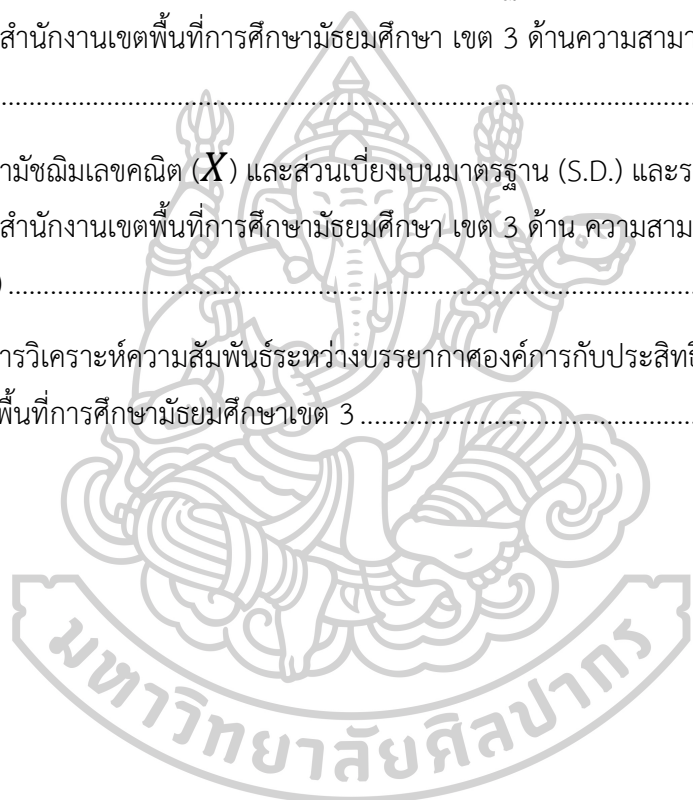 สำนักงานเขตพื้นที่การศึกษามัธยมศึกษา เขต 3 ด้านความสามา
................................................................................
ามัชฌิมเลขคณิต (X) และส่วนเบี่ยงเบนมาตรฐาน (S.D.) และร
สำนักงานเขตพื้นที่การศึกษามัธยมศึกษา เขต 3 ด้าน ความสาม
) ................................................................................
ารวิเคราะห์ความสัมพันธ์ระหว่างบรรยากาศองค์การกับประสิทธิ
พื้นที่การศึกษามัธยมศึกษาเขต 3 ..........................................
มหาวิทยาลัยศิลปากร